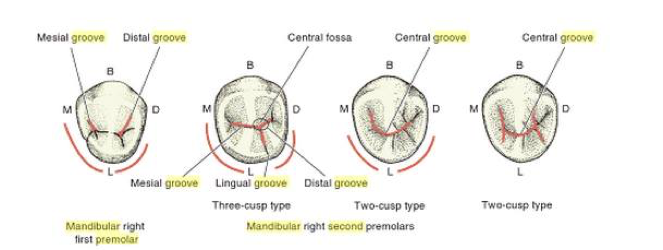 Mesial groove
Distal groove
Central fossa
Central groove
Central groove
B
B
B
B
M
D
M
D
M
D
M
D
L
L
L
L
Mesial groove
Lingual groove
Distal groove
Three-cusp type
Two-cusp type
Two-cusp type
Mandibular right
first premolar
Mandibular right second premolars